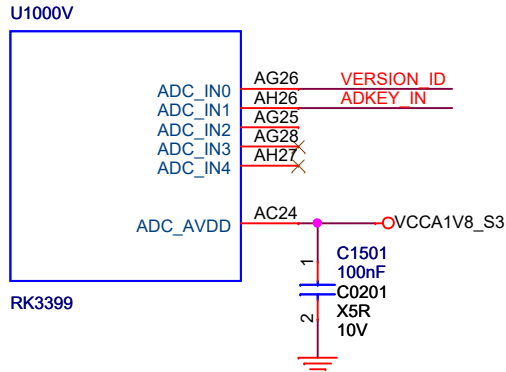 U1000V
ADC_IN0 AG26 VERSION_ID
ADC_IN1 AH26 ADKEY_IN
ADC_IN2 AG25
ADC_IN3 AG28
ADC_IN4 AH27
ADC_AVDD AC24 VCCA1V8_S3
1 C1501
100nF
C0201
2 X5R
10V
RK3399